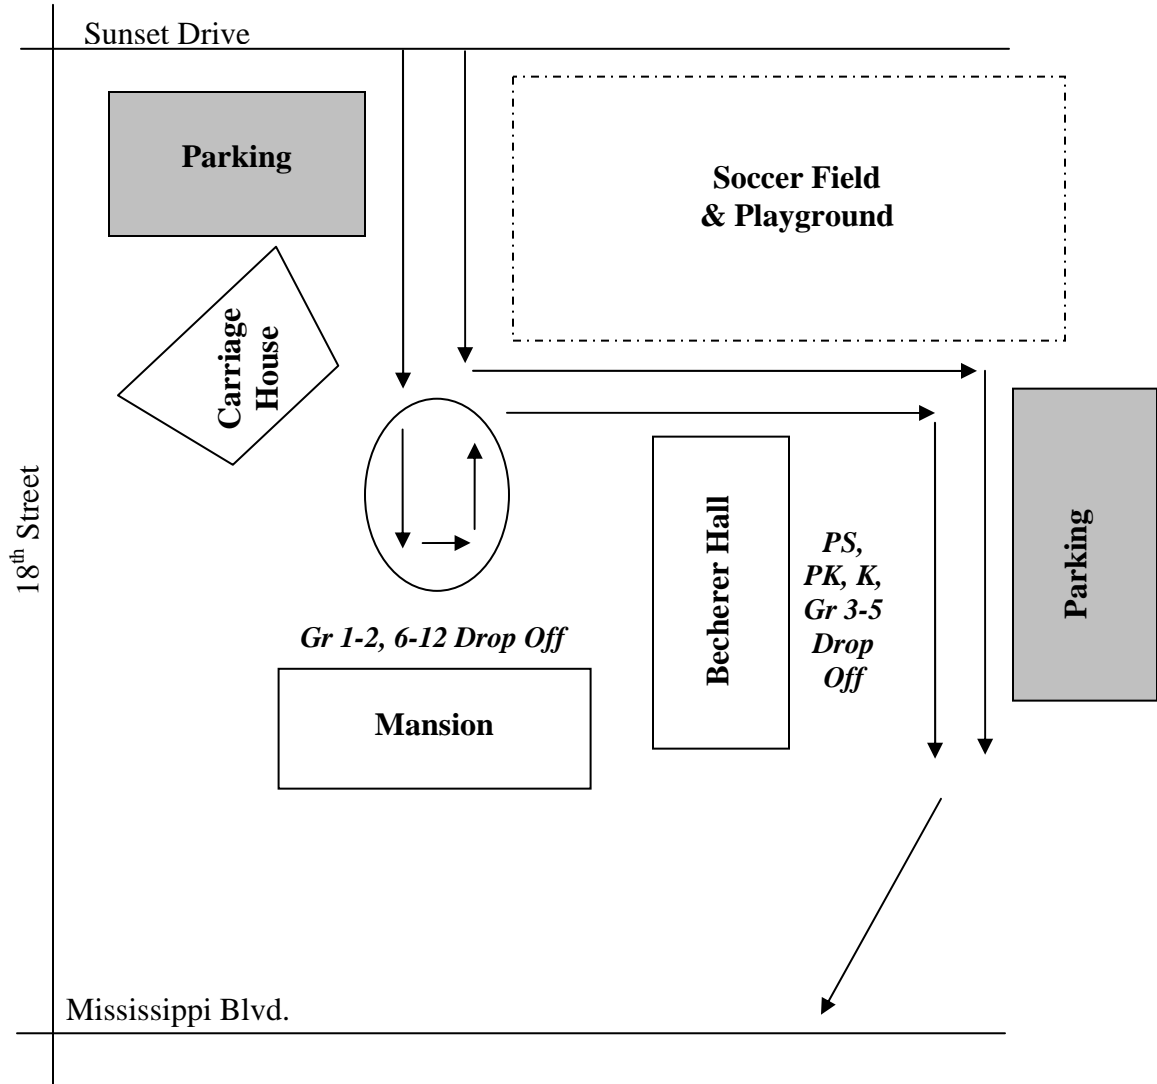 Sunset Drive
Parking
Soccer Field
& Playground
Carriage
House
18th Street
Becherer Hall
PS,
PK, K,
Gr 3-5
Drop
Off
Parking
Gr 1-2, 6-12 Drop Off
Mansion
Mississippi Blvd.